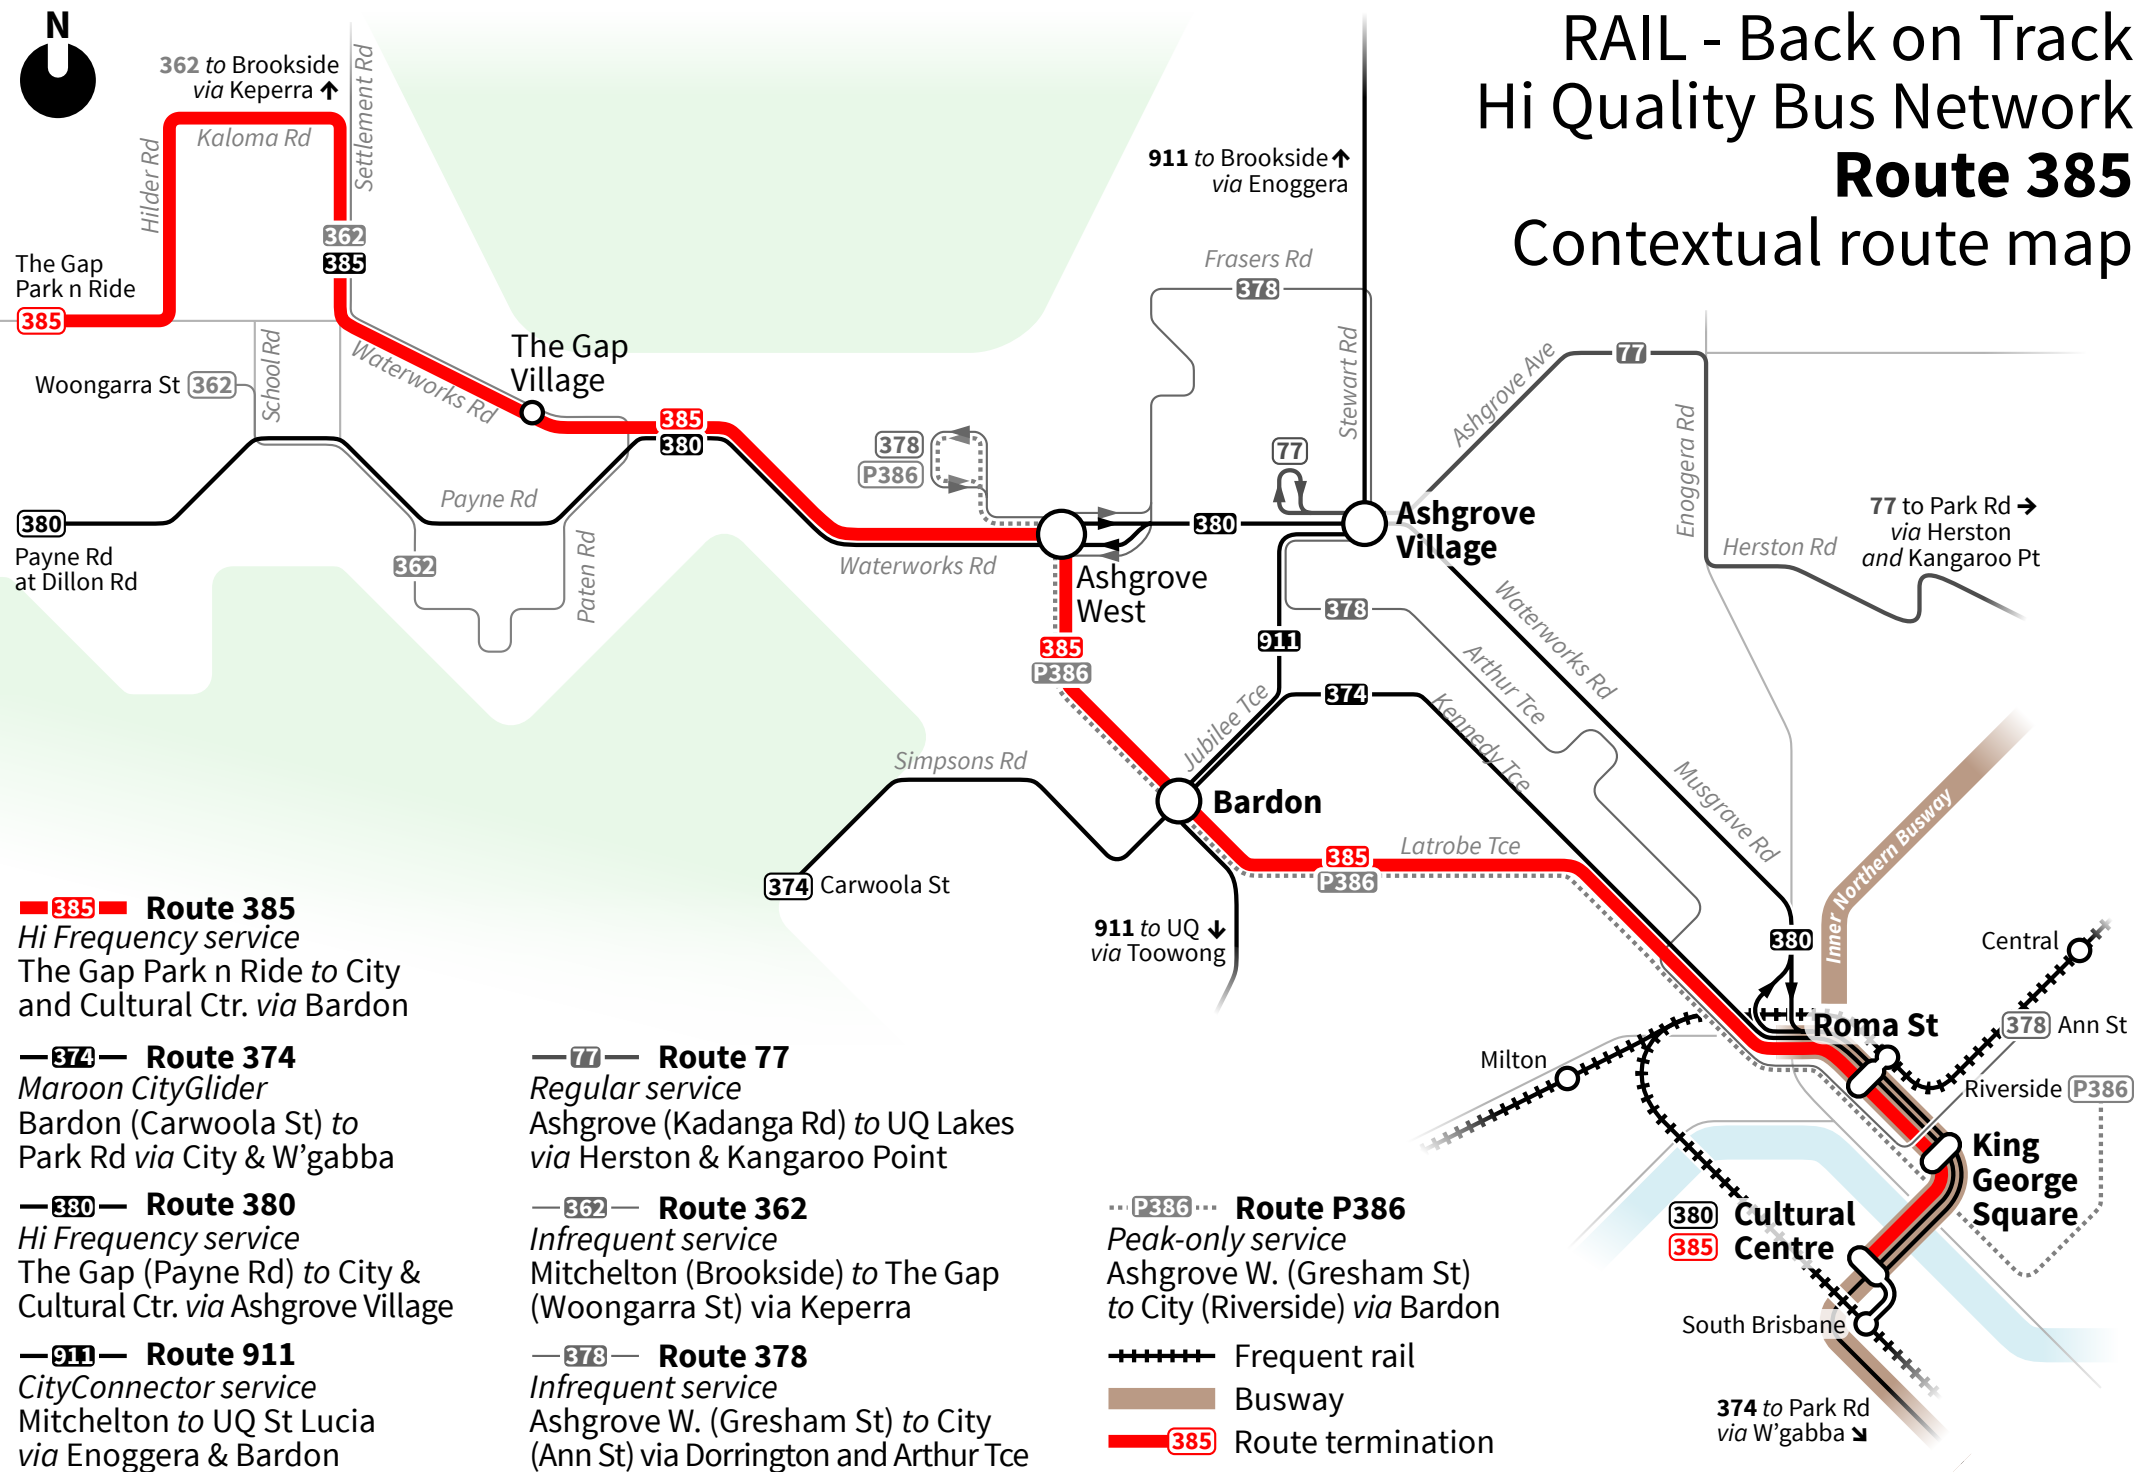 RAIL - Back on Track
Hi Quality Bus Network
Route 385
Contextual route map
N
362 to Brookside
via Keperra ↑
Settlement Rd
Kaloma Rd
Hilder Rd
362
385
The Gap
Park n Ride
385
School Rd
Woongarra St 362
Waterworks Rd
The Gap
Village
385
380
380
Payne Rd
at Dillon Rd
Payne Rd
362
Paten Rd
911 to Brookside ↑
via Enoggera
Frasers Rd
378
Stewart Rd
378
P386
77
380
Waterworks Rd
Ashgrove
West
Ashgrove
Village
Ashgrove Ave
77
Enoggera Rd
Herston Rd
77 to Park Rd →
via Herston
and Kangaroo Pt
385
P386
911
378
374
Jubilee Tce
Arthur Tce
Kennedy Tce
Waterworks Rd
Musgrave Rd
Simpsons Rd
Bardon
374 Carwoola St
385
P386
Latrobe Tce
911 to UQ ↓
via Toowong
380
Inner Northern Busway
Central
Roma St
378 Ann St
Milton
Riverside P386
King
George
Square
380 Cultural
385 Centre
South Brisbane
374 to Park Rd
via W'gabba ↘
385 Route 385
Hi Frequency service
The Gap Park n Ride to City
and Cultural Ctr. via Bardon
374 Route 374
Maroon CityGlider
Bardon (Carwoola St) to
Park Rd via City & W'gabba
380 Route 380
Hi Frequency service
The Gap (Payne Rd) to City &
Cultural Ctr. via Ashgrove Village
911 Route 911
CityConnector service
Mitchelton to UQ St Lucia
via Enoggera & Bardon
77 Route 77
Regular service
Ashgrove (Kadanga Rd) to UQ Lakes
via Herston & Kangaroo Point
362 Route 362
Infrequent service
Mitchelton (Brookside) to The Gap
(Woongarra St) via Keperra
378 Route 378
Infrequent service
Ashgrove W. (Gresham St) to City
(Ann St) via Dorrington and Arthur Tce
P386 Route P386
Peak-only service
Ashgrove W. (Gresham St)
to City (Riverside) via Bardon
Frequent rail
Busway
385 Route termination